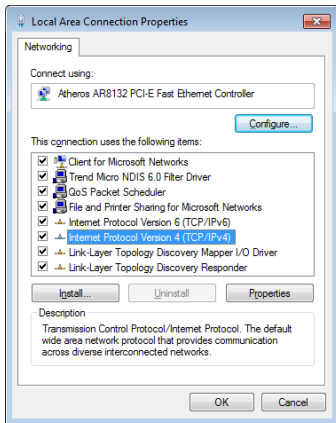 Local Area Connection Properties
Networking
Connect using:
Atheros AR8132 PCI-E Fast Ethernet Controller
Configure...
This connection uses the following items:
Client for Microsoft Networks
Trend Micro NDIS 6.0 Filter Driver
QoS Packet Scheduler
File and Printer Sharing for Microsoft Networks
Internet Protocol Version 6 (TCP/IPv6)
Internet Protocol Version 4 (TCP/IPv4)
Link-Layer Topology Discovery Mapper I/O Driver
Link-Layer Topology Discovery Responder
Install... Uninstall Properties
Description
Transmission Control Protocol/Internet Protocol. The default
wide area network protocol that provides communication
across diverse interconnected networks.
OK Cancel